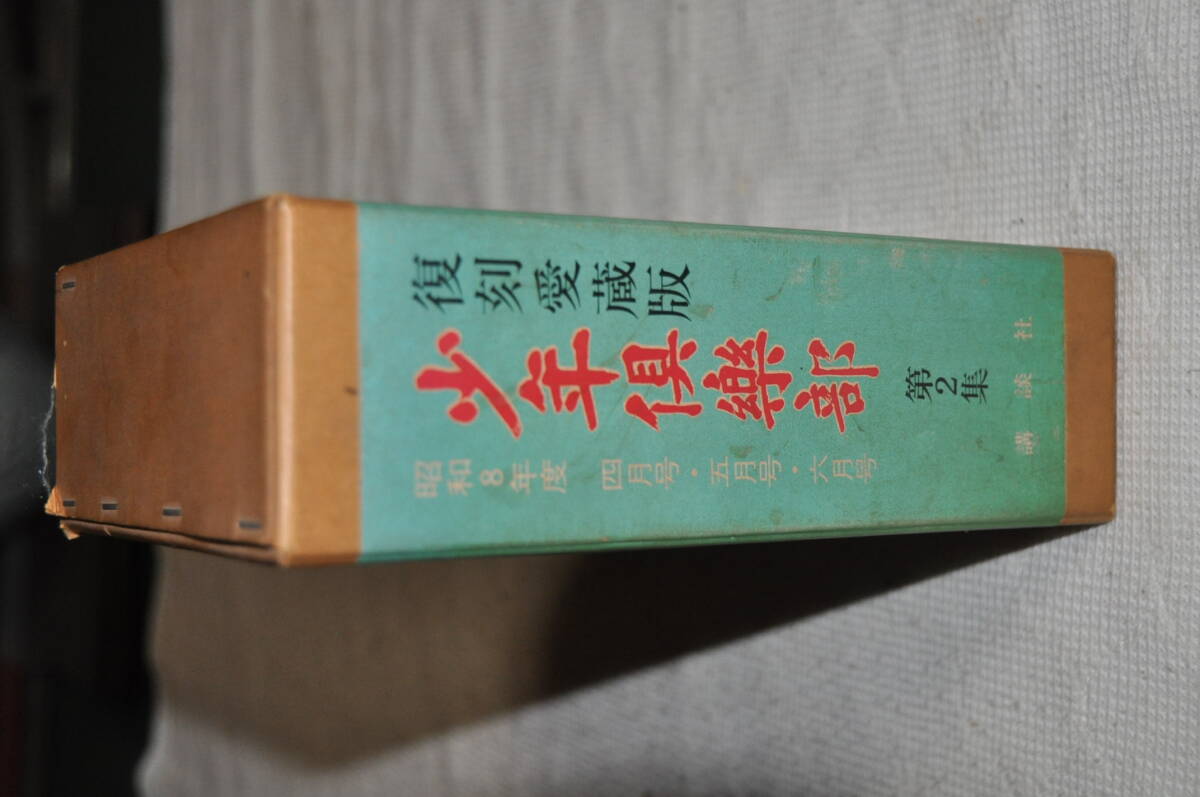 復刻愛蔵版
少年倶樂部
昭和8年度 四月号・五月号・六月号
第2集
講談社